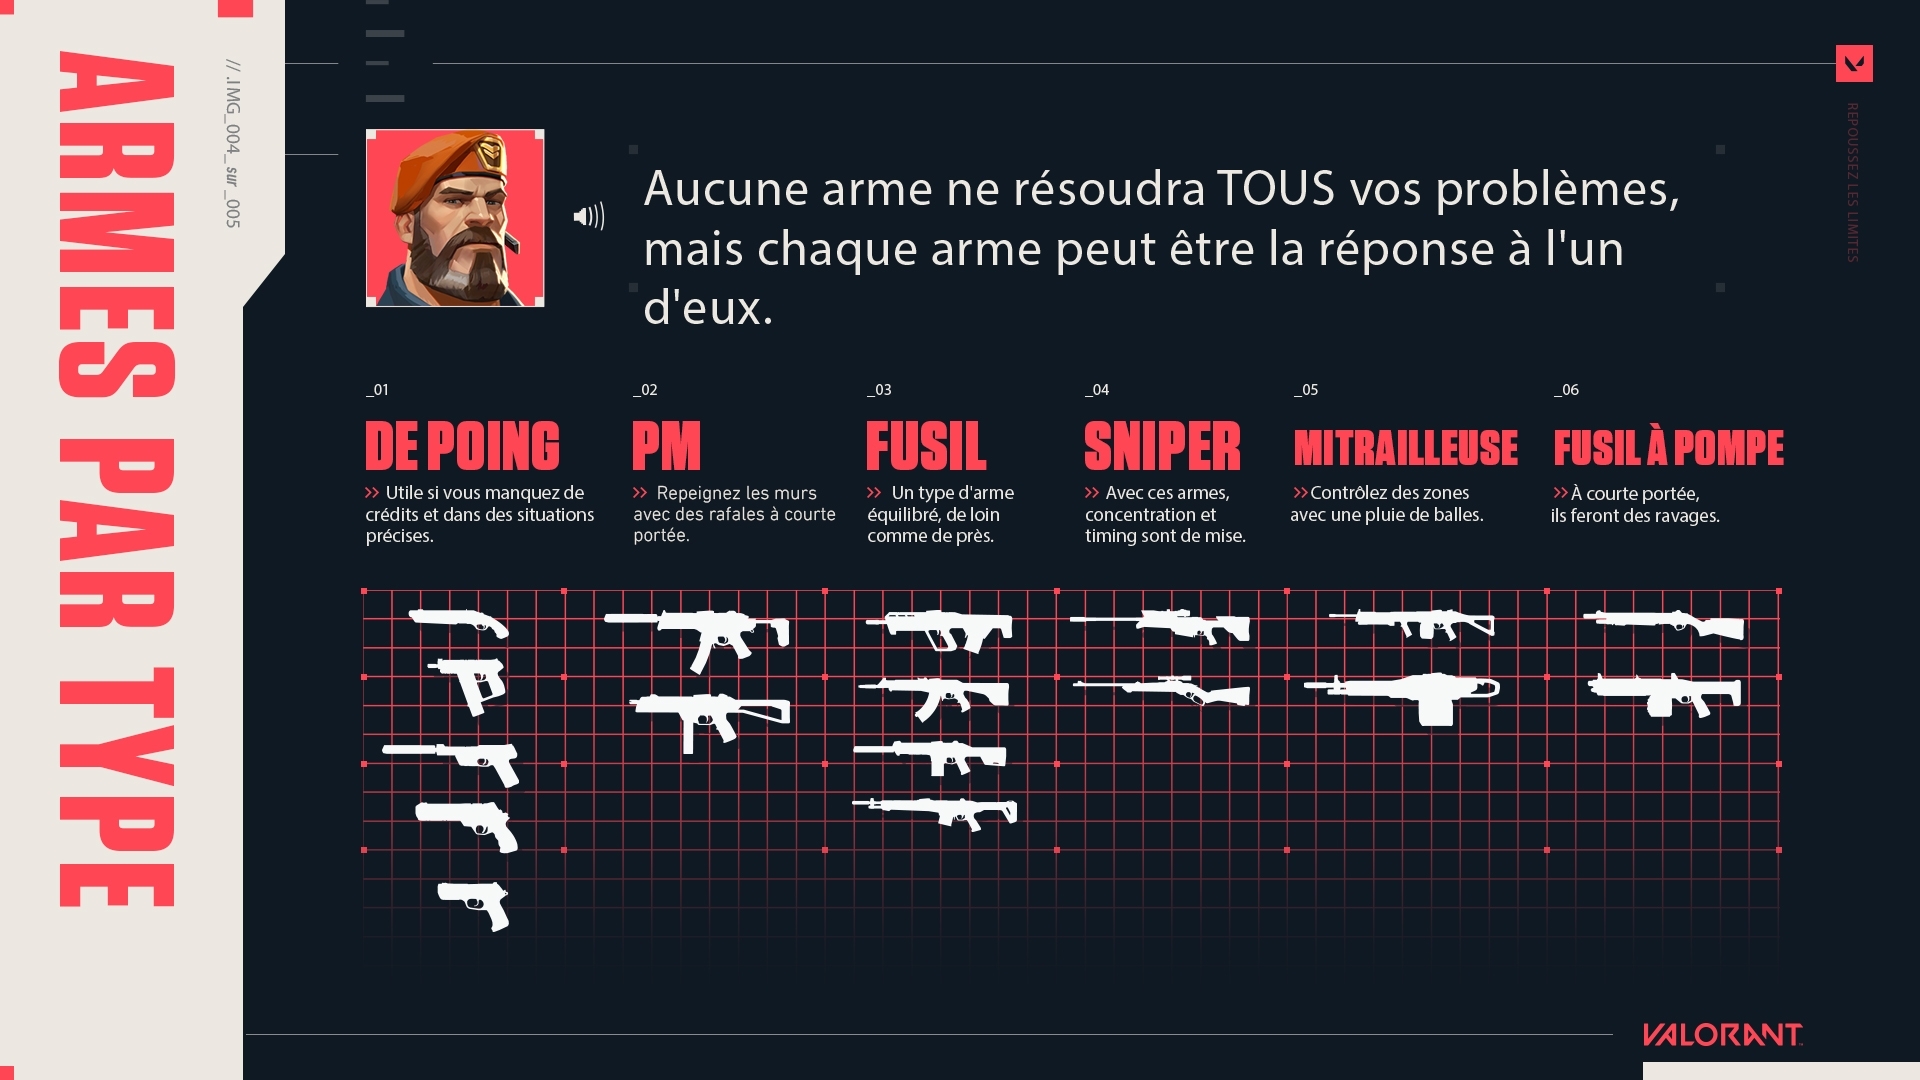 ARMES PAR TYPE
// .IMG_004_sur_005
REPOUSSEZ LES LIMITES
Aucune arme ne résoudra TOUS vos problèmes,
mais chaque arme peut être la réponse à l'un
d'eux.
_01
DE POING
Utile si vous manquez de
crédits et dans des situations
précises.
_02
PM
Repeignez les murs
avec des rafales à courte
portée.
_03
FUSIL
Un type d'arme
équilibré, de loin
comme de près.
_04
SNIPER
Avec ces armes,
concentration et
timing sont de mise.
_05
MITRAILLEUSE
Contrôlez des zones
avec une pluie de balles.
_06
FUSIL À POMPE
À courte portée,
ils feront des ravages.
VALORANT